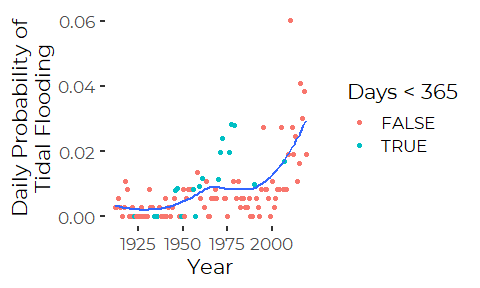 Daily Probability of
Tidal Flooding
0.06
0.04
0.02
0.00
1925 1950 1975 2000
Year
Days < 365
FALSE
TRUE